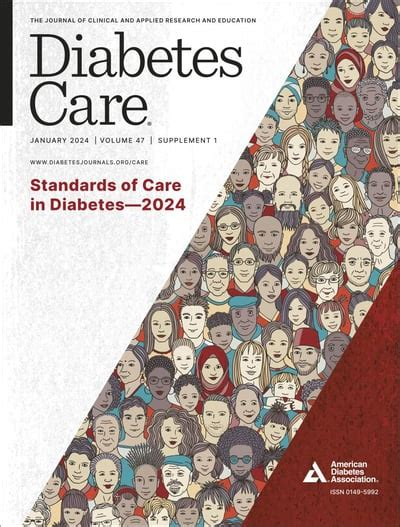 THE JOURNAL OF CLINICAL AND APPLIED RESEARCH AND EDUCATION
Diabetes
Care®
JANUARY 2024 | VOLUME 47 | SUPPLEMENT 1
WWW.DIABETESJOURNALS.ORG/CARE
Standards of Care
in Diabetes—2024
American
Diabetes
Association®
ISSN 0149-5992